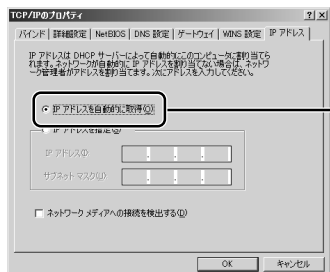 TCP/IPのプロパティ
バインド 詳細設定 NetBIOS DNS 設定 ゲートウェイ WINS 設定 IP アドレス
IP アドレスは DHCP サーバーによって自動的にこのコンピュータに割り当てら
れます。ネットワークが自動的に IP アドレスを割り当てない場合は、ネットワ
ーク管理者がアドレスを割り当てます。次にアドレスを入力してください。
IP アドレスを自動的に取得(O)
IP アドレスを指定(S)
IP アドレス(I)
サブネット マスク(U)
ネットワーク メディアへの接続を検出する(D)
OK キャンセル